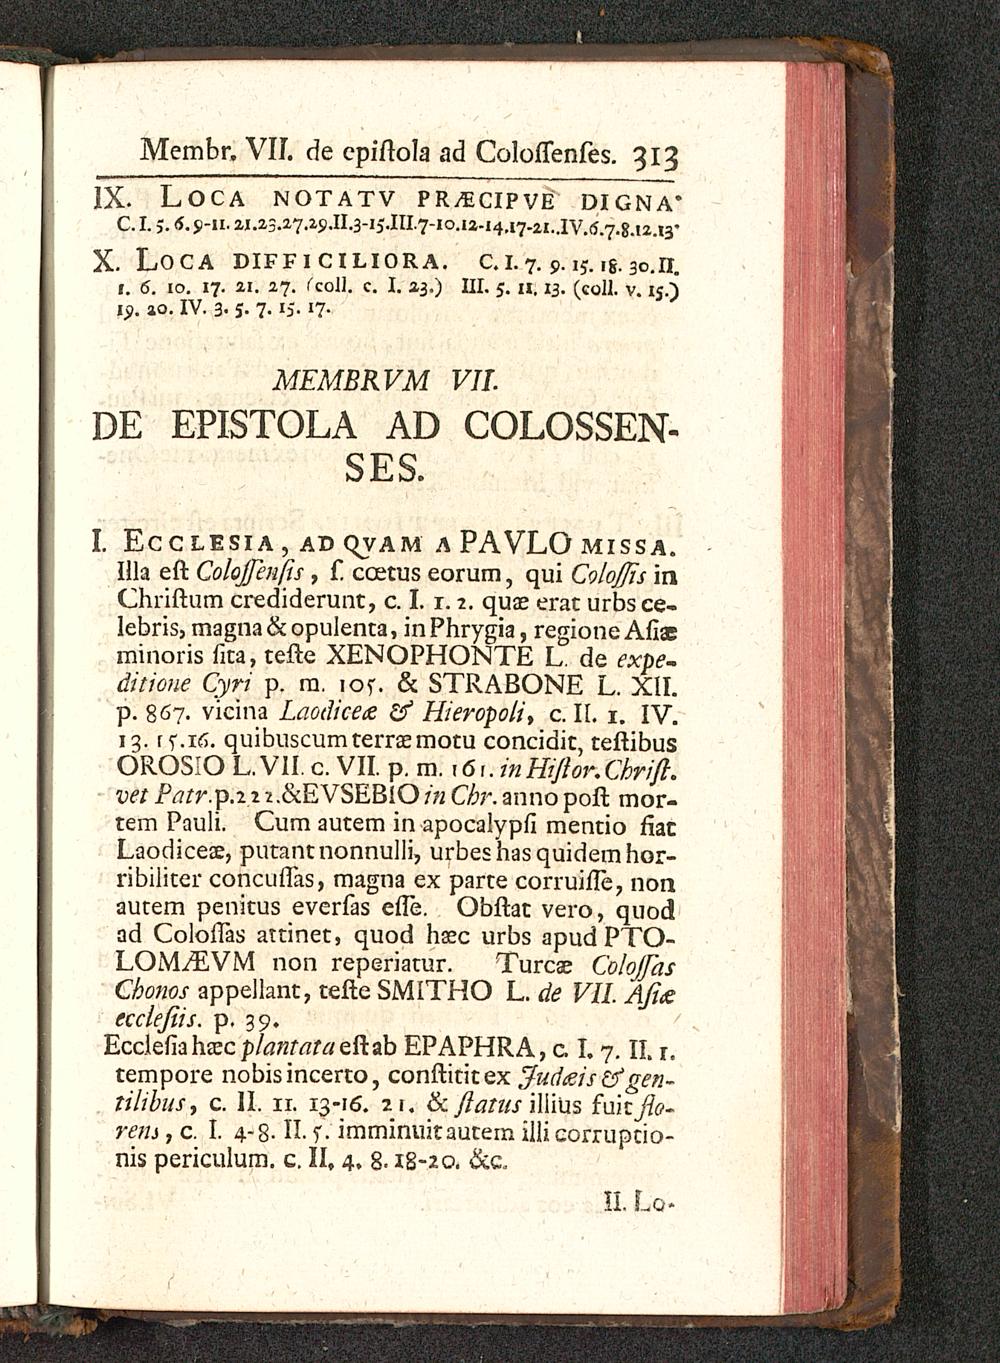 Membr. VII. de epiſtola ad Coloſſenſes. 313
IX. LOCA NOTATV PRÆCIPVE DIGNA
C. I. 5. 6. 9-11. 21.23.27.29.II.3-15.III.7-10.12-14.17-21..IV.6.7.8.12.13
X. LOCA DIFFICILIORA. C. I. 7. 9. 15. 18. 30. II.
1. 6. 10. 17. 21. 27. (coll. c. I. 23.) III. 5. 11. 13. (coll. v. 15.)
19. 20. IV. 3. 5. 7. 15. 17.
MEMBRVM VII.
DE EPISTOLA AD COLOSSEN-
SES.
I. ECCLESIA, AD QVAM A PAVLO MISSA.
Illa eſt Coloſſenſis, ſ. cœtus eorum, qui Coloſſis in
Chriſtum crediderunt, c. I. 1. 2. quæ erat urbs ce-
lebris, magna & opulenta, in Phrygia, regione Aſiæ
minoris ſita, teſte XENOPHONTE L. de expe-
ditione Cyri p. m. 105. & STRABONE L. XII.
p. 867. vicina Laodiceæ & Hieropoli, c. II. 1. IV.
13. 15.16. quibuscum terræ motu concidit, teſtibus
OROSIO L. VII. c. VII. p. m. 161. in Hiſtor. Chriſt.
vet Patr. p.222.&EVSEBIO in Chr. anno poſt mor-
tem Pauli. Cum autem in apocalypſi mentio fiat
Laodiceæ, putant nonnulli, urbes has quidem hor-
ribiliter concuſſas, magna ex parte corruiſſe, non
autem penitus everſas eſſe. Obſtat vero, quod
ad Coloſſas attinet, quod hæc urbs apud PTO-
LOMÆVM non reperiatur. Turcæ Coloſſas
Chonos appellant, teſte SMITHO L. de VII. Aſiæ
eccleſiis. p. 39.
Eccleſia hæc plantata eſt ab EPAPHRA, c. I. 7. II. 1.
tempore nobis incerto, conſtitit ex Judæis & gen-
tilibus, c. II. 11. 13-16. 21. & ſtatus illius fuit flo-
rens, c. I. 4-8. II. 5. imminuit autem illi corruptio-
nis periculum. c. II. 4. 8. 18-20. &c.
II. Lo-